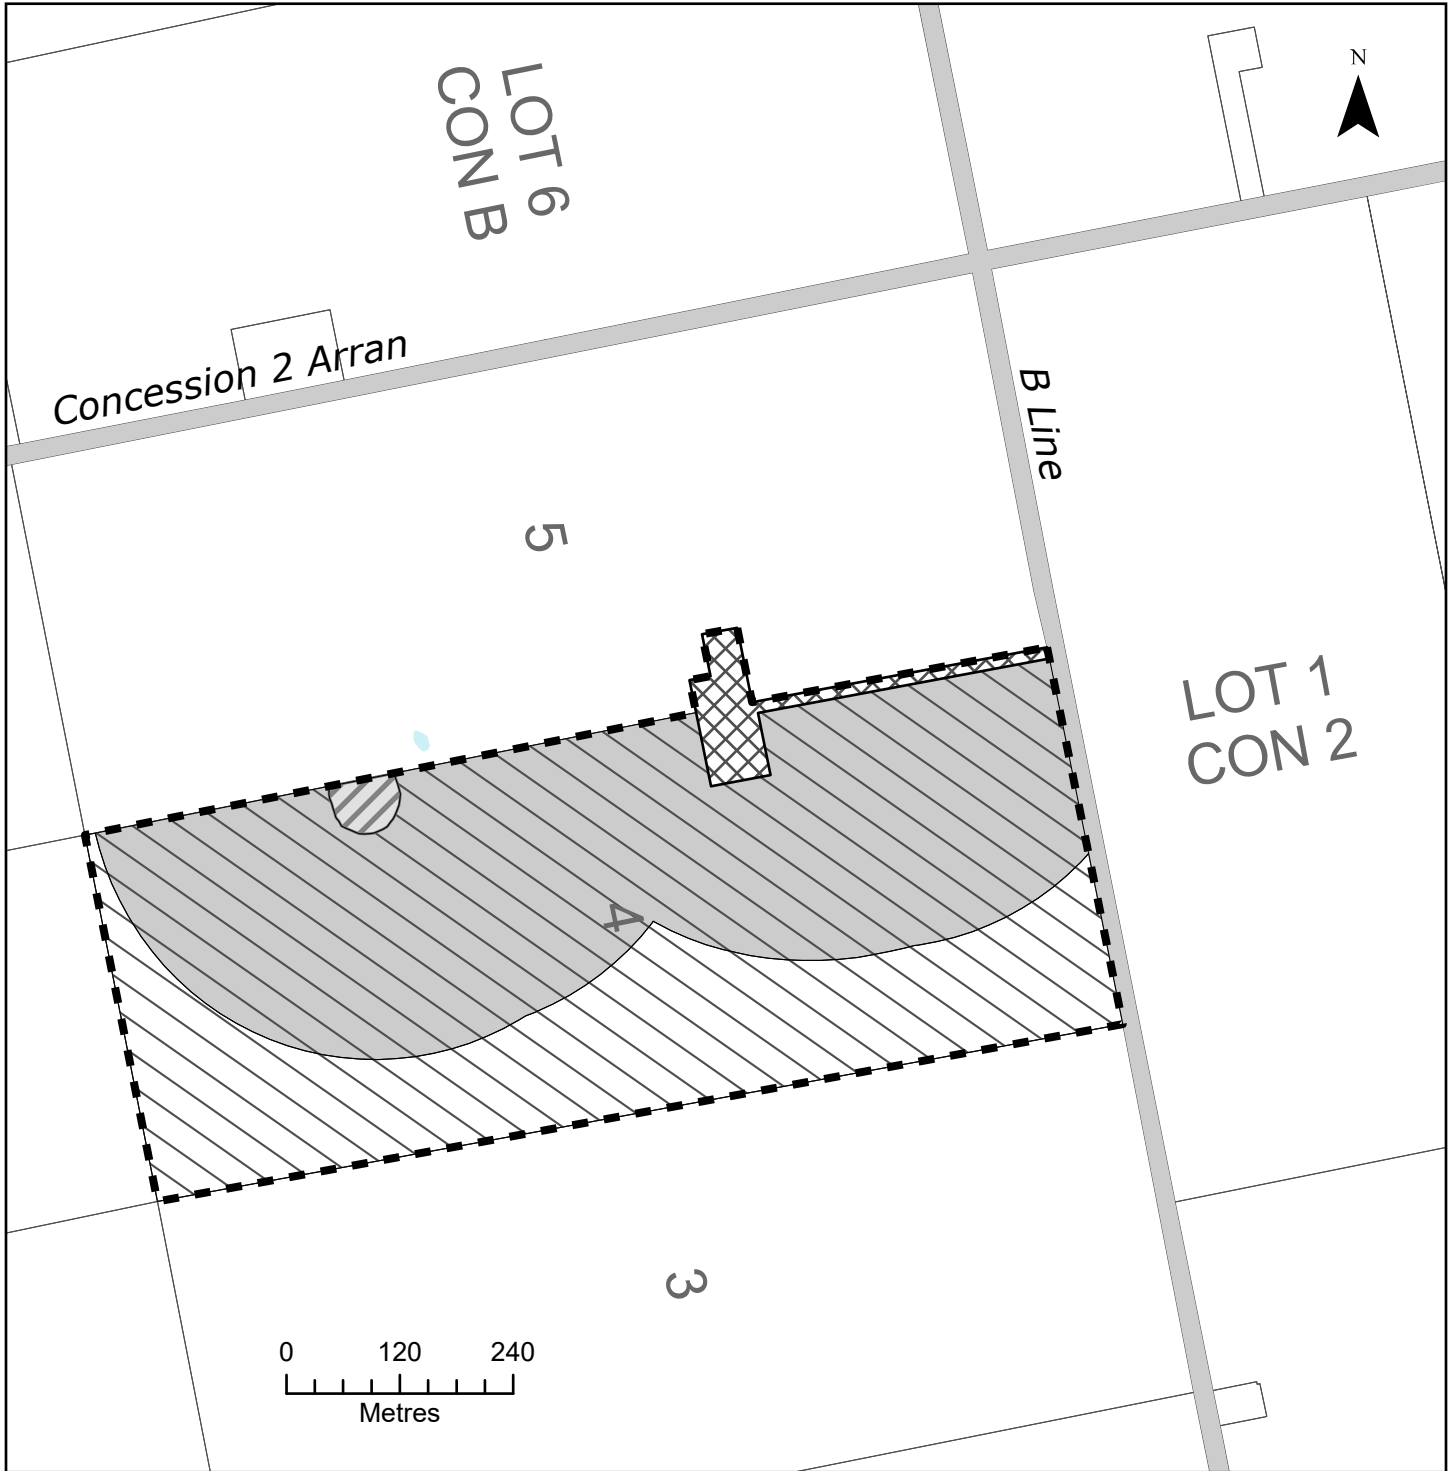 N
LOT 6
CON B
Concession 2 Arran
B Line
5
LOT 1
CON 2
4
3
0 120 240
Metres